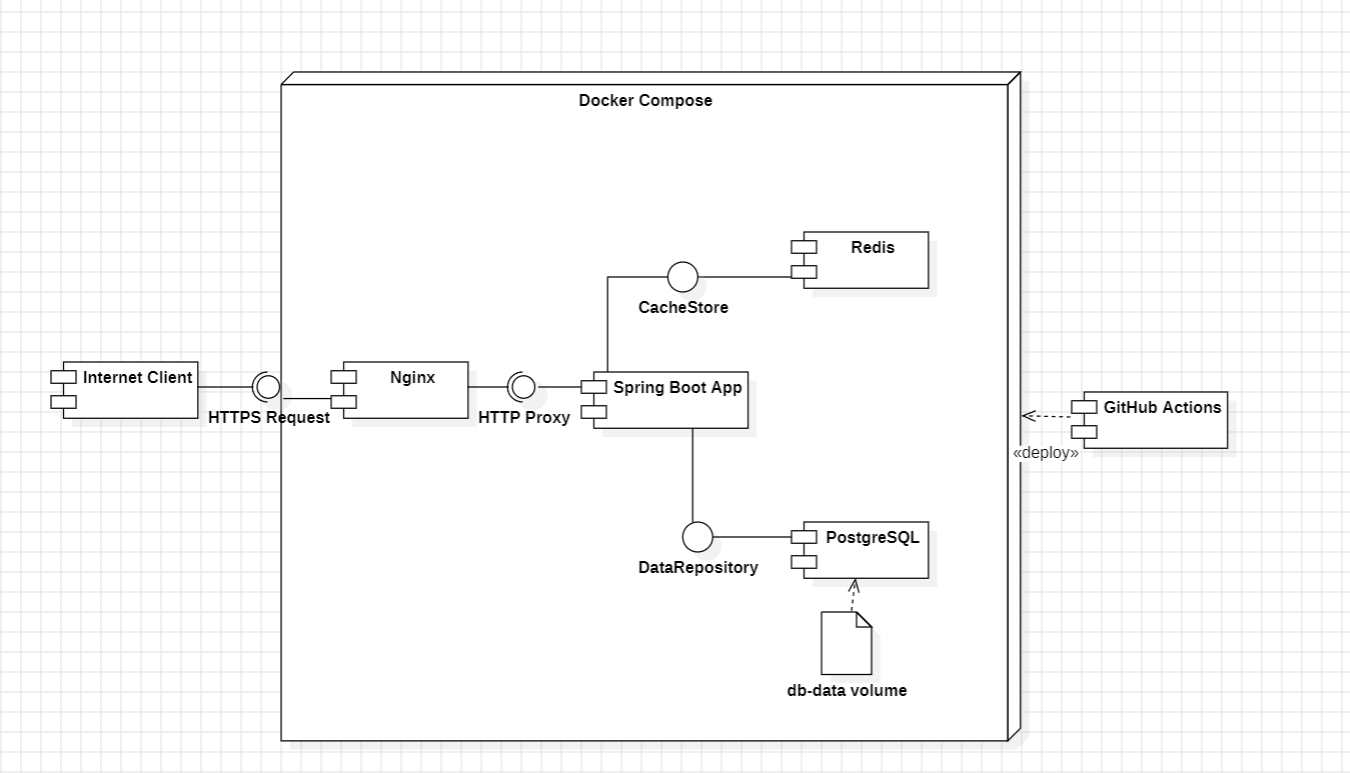 Docker Compose
Redis
CacheStore
Internet Client
Nginx
Spring Boot App
GitHub Actions
HTTPS Request
HTTP Proxy
«deploy»
PostgreSQL
DataRepository
db-data volume